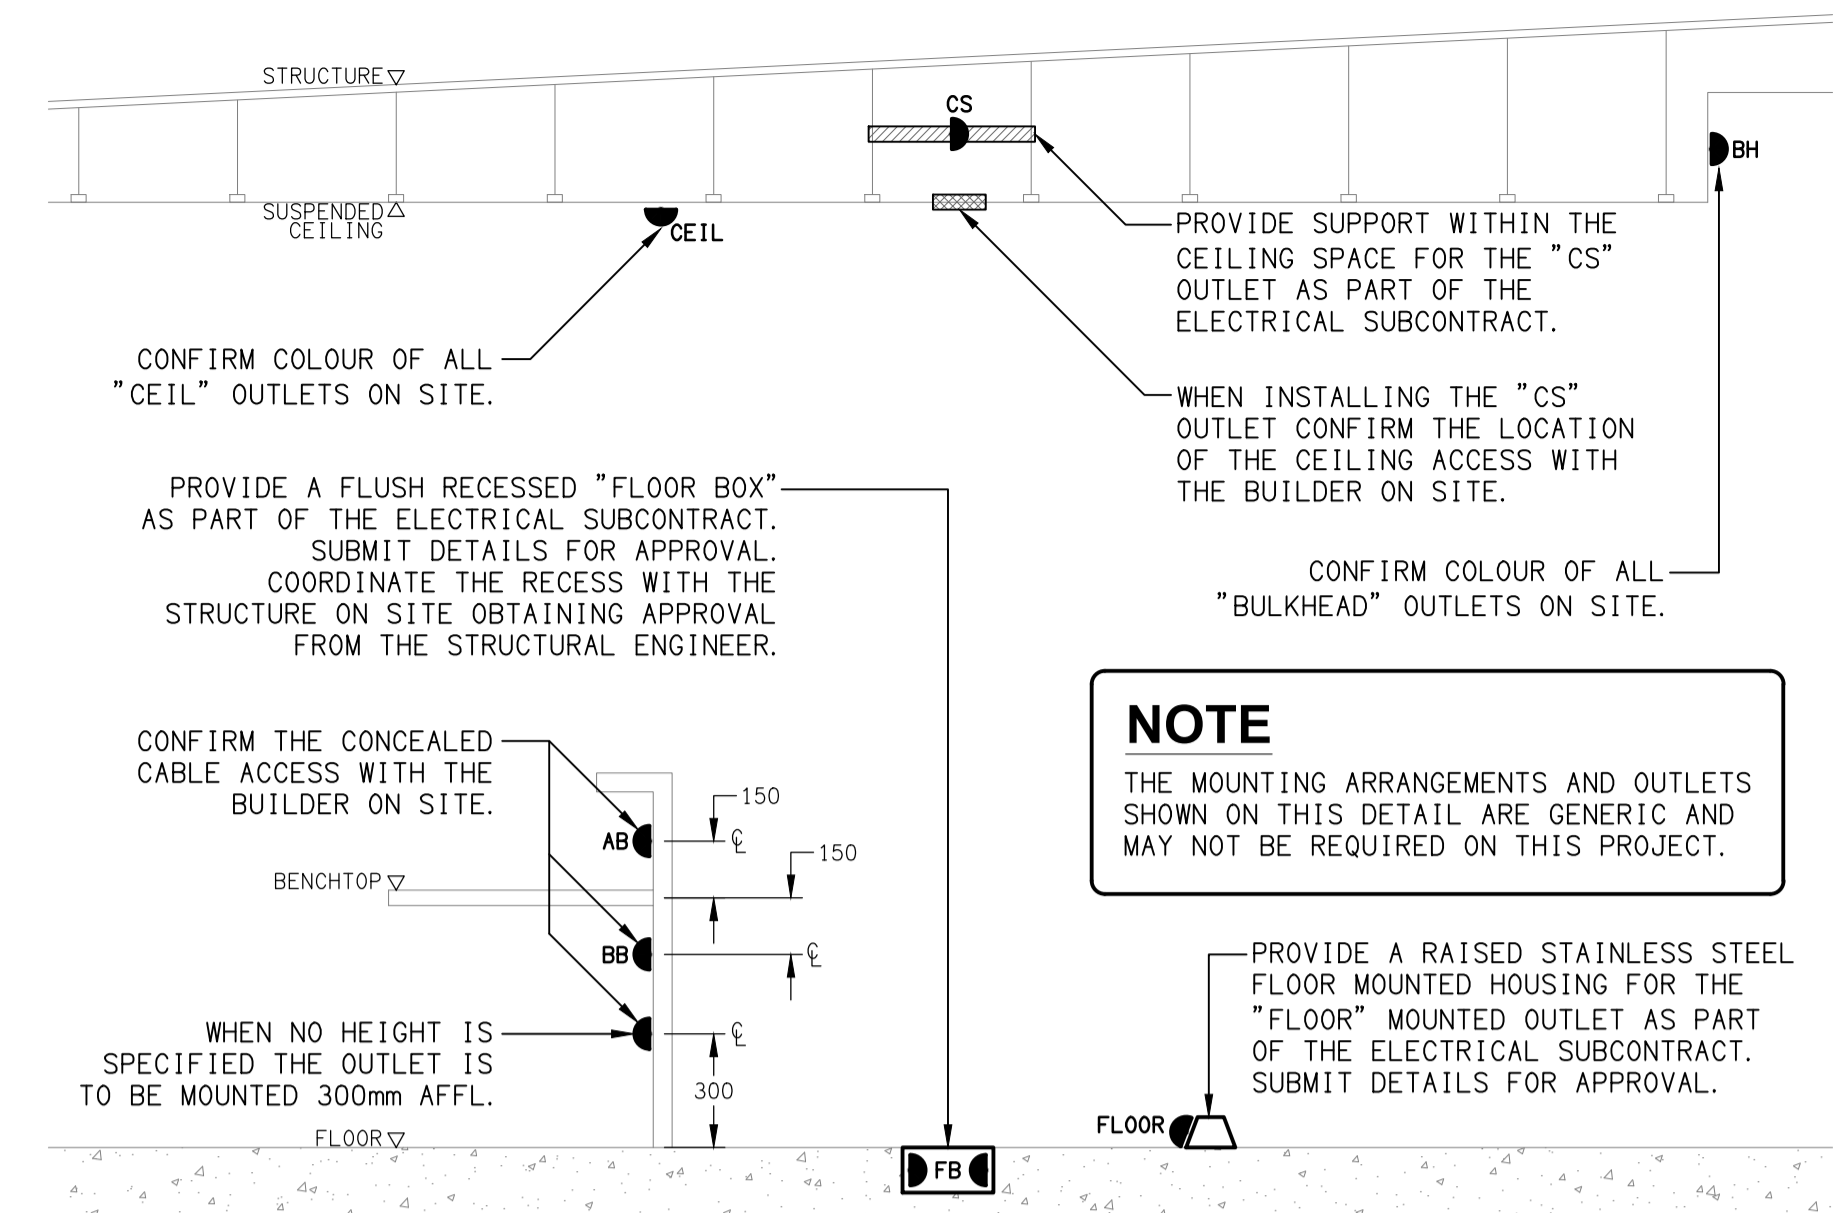 STRUCTURE
CS
BH
SUSPENDED
CEILING
CEIL
PROVIDE SUPPORT WITHIN THE
CEILING SPACE FOR THE "CS"
OUTLET AS PART OF THE
ELECTRICAL SUBCONTRACT.
CONFIRM COLOUR OF ALL
"CEIL" OUTLETS ON SITE.
WHEN INSTALLING THE "CS"
OUTLET CONFIRM THE LOCATION
OF THE CEILING ACCESS WITH
THE BUILDER ON SITE.
PROVIDE A FLUSH RECESSED "FLOOR BOX"
AS PART OF THE ELECTRICAL SUBCONTRACT.
SUBMIT DETAILS FOR APPROVAL.
COORDINATE THE RECESS WITH THE
STRUCTURE ON SITE OBTAINING APPROVAL
FROM THE STRUCTURAL ENGINEER.
CONFIRM COLOUR OF ALL
"BULKHEAD" OUTLETS ON SITE.
NOTE
THE MOUNTING ARRANGEMENTS AND OUTLETS
SHOWN ON THIS DETAIL ARE GENERIC AND
MAY NOT BE REQUIRED ON THIS PROJECT.
CONFIRM THE CONCEALED
CABLE ACCESS WITH THE
BUILDER ON SITE.
150
AB
℄
150
BENCHTOP
BB
℄
WHEN NO HEIGHT IS
SPECIFIED THE OUTLET IS
TO BE MOUNTED 300mm AFFL.
℄
300
PROVIDE A RAISED STAINLESS STEEL
FLOOR MOUNTED HOUSING FOR THE
"FLOOR" MOUNTED OUTLET AS PART
OF THE ELECTRICAL SUBCONTRACT.
SUBMIT DETAILS FOR APPROVAL.
FLOOR
FLOOR
FB